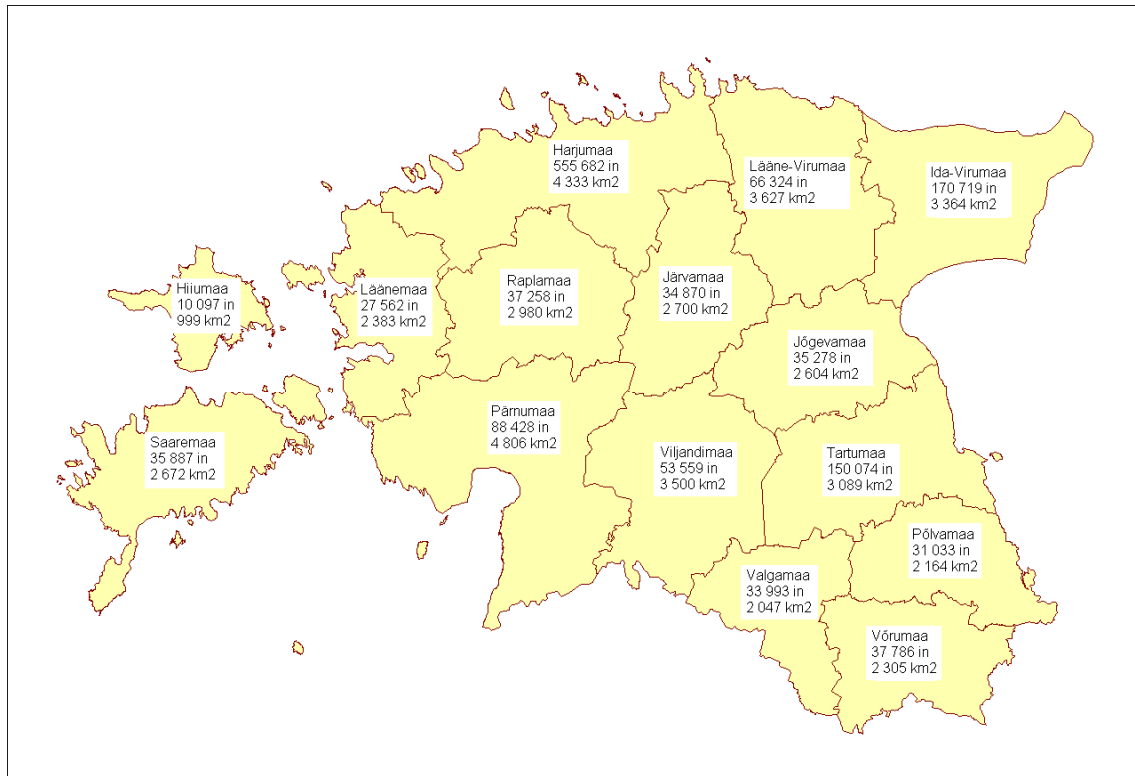 Harjumaa
555 682 in
4 333 km2
Lääne-Virumaa
66 324 in
3 627 km2
Ida-Virumaa
170 719 in
3 364 km2
Hiiumaa
10 097 in
999 km2
Läänemaa
27 562 in
2 383 km2
Raplamaa
37 258 in
2 980 km2
Järvamaa
34 870 in
2 700 km2
Jõgevamaa
35 278 in
2 604 km2
Saaremaa
35 887 in
2 672 km2
Pärnumaa
88 428 in
4 806 km2
Viljandimaa
53 559 in
3 500 km2
Tartumaa
150 074 in
3 089 km2
Põlvamaa
31 033 in
2 164 km2
Valgamaa
33 993 in
2 047 km2
Võrumaa
37 786 in
2 305 km2